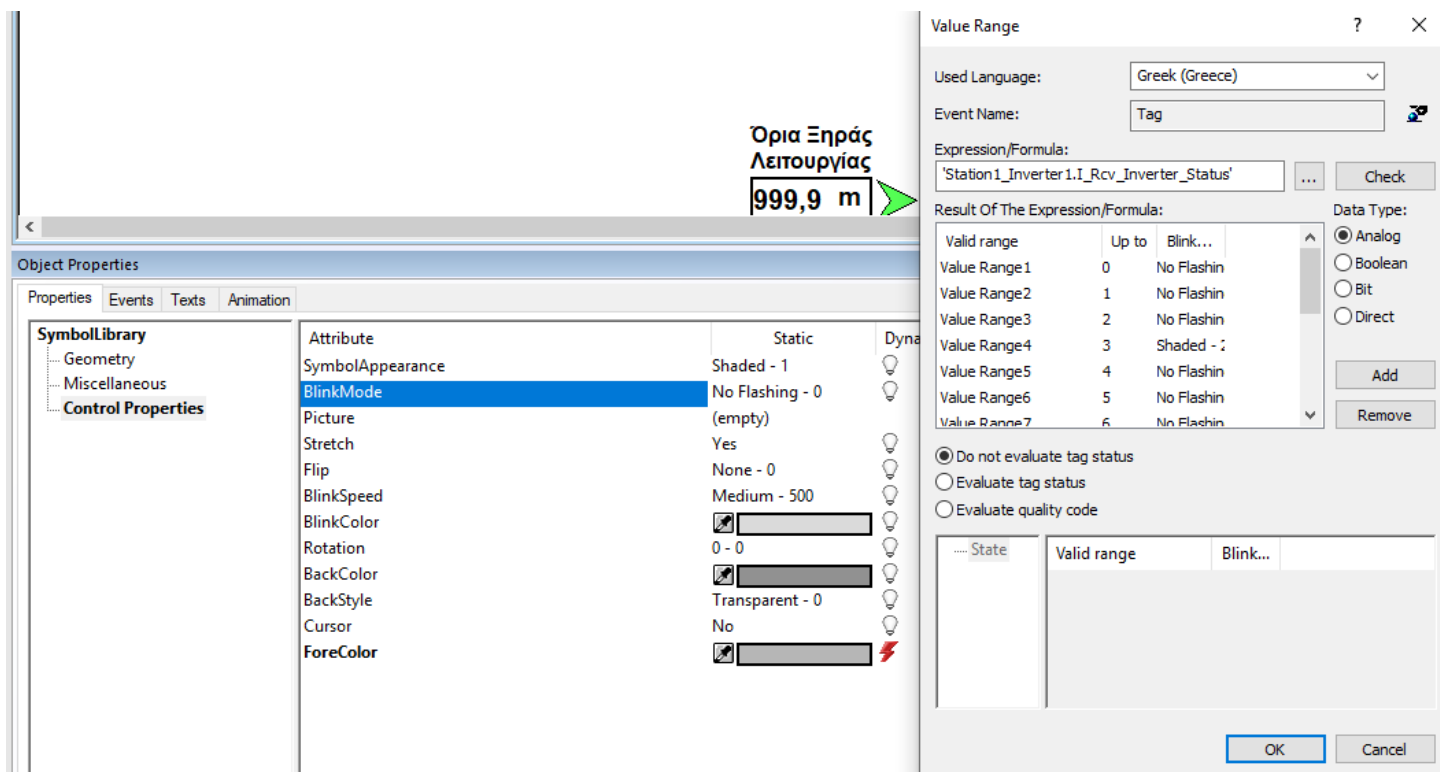 Όρια Ξηράς
Λειτουργίας
999,9 m
Object Properties
Properties Events Texts Animation
SymbolLibrary
Geometry
Miscellaneous
Control Properties
Attribute Static Dyna
SymbolAppearance Shaded - 1
BlinkMode No Flashing - 0
Picture (empty)
Stretch Yes
Flip None - 0
BlinkSpeed Medium - 500
BlinkColor
Rotation 0 - 0
BackColor
BackStyle Transparent - 0
Cursor No
ForeColor
Value Range ?
Used Language: Greek (Greece)
Event Name: Tag
Expression/Formula:
'Station1_Inverter1.I_Rcv_Inverter_Status' ... Check
Result Of The Expression/Formula: Data Type:
Valid range Up to Blink... Analog
Value Range1 0 No Flashin Boolean
Value Range2 1 No Flashin Bit
Value Range3 2 No Flashin Direct
Value Range4 3 Shaded - 2
Value Range5 4 No Flashin Add
Value Range6 5 No Flashin
Value Range7 6 No Flashin Remove
Do not evaluate tag status
Evaluate tag status
Evaluate quality code
State Valid range Blink...
OK Cancel